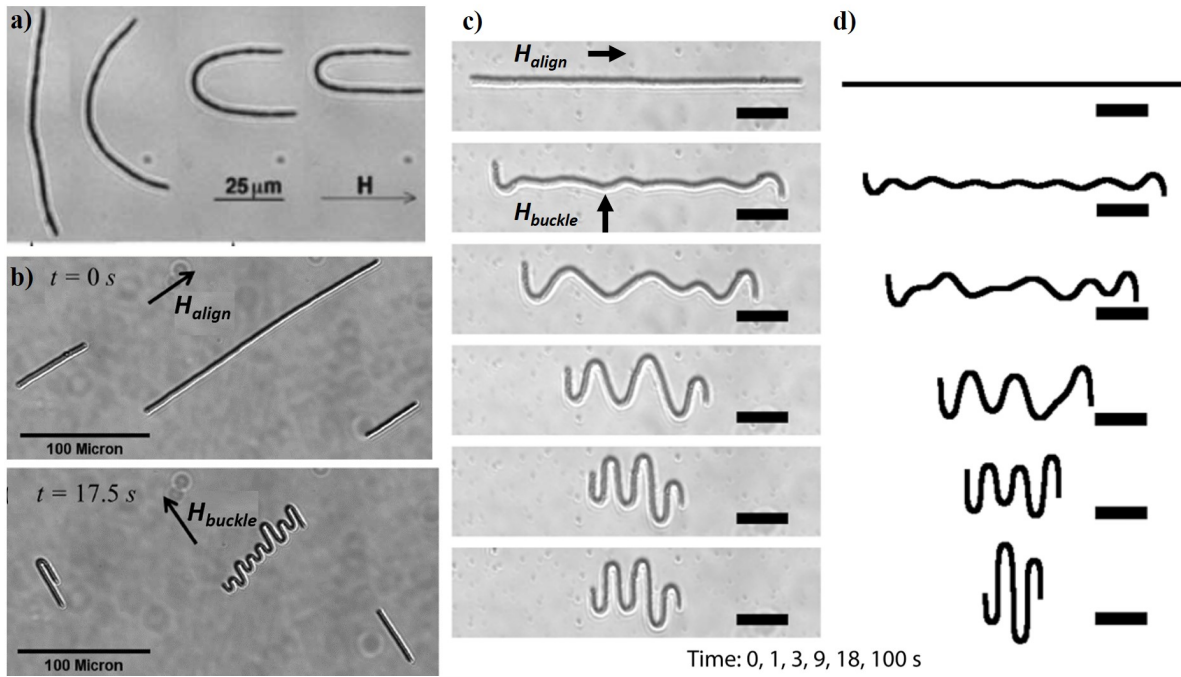 a)
25 μm
H
b)
t = 0 s
H_align
100 Micron
t = 17.5 s
H_buckle
100 Micron
c)
H_align
H_buckle
d)
Time: 0, 1, 3, 9, 18, 100 s